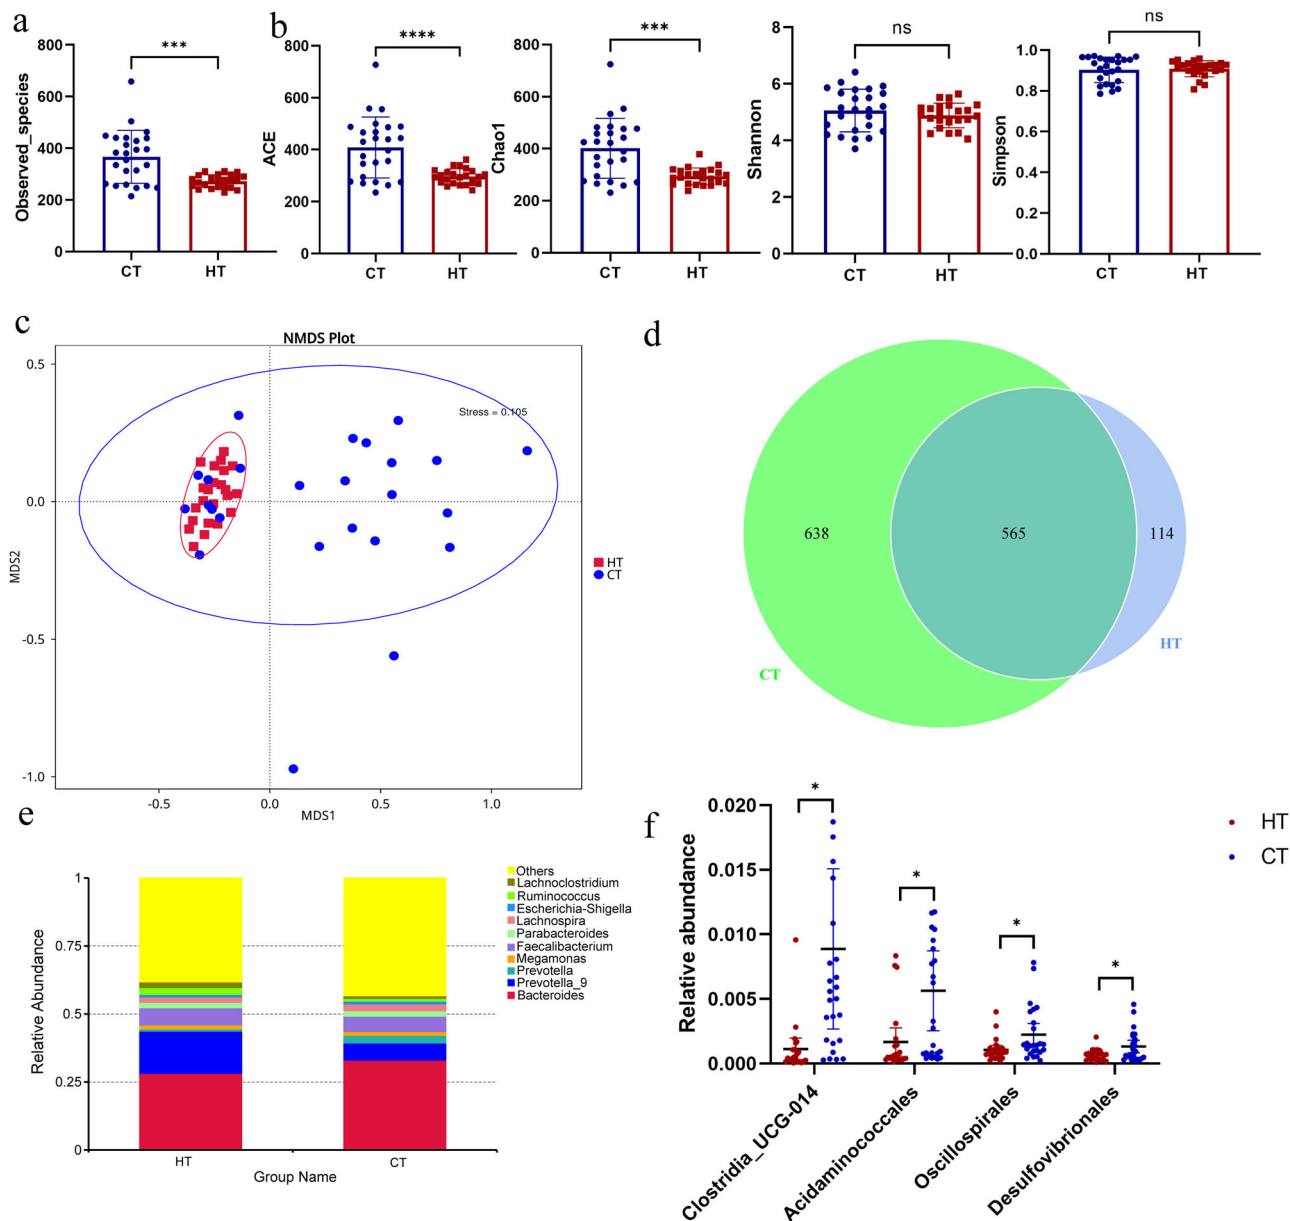 a
Observed_species
800
600
400
200
0
***
CT
HT
b
ACE
800
600
400
200
0
****
CT
HT
Chao1
800
600
400
200
0
***
CT
HT
Shannon
8
6
4
2
0
ns
CT
HT
Simpson
1.0
0.8
0.6
0.4
0.2
0.0
ns
CT
HT
c
NMDS Plot
Stress = 0.105
MDS2
0.5
0.0
-0.5
-1.0
-0.5
0.0
0.5
1.0
MDS1
HT
CT
d
638
565
114
CT
HT
e
Relative Abundance
1
0.75
0.5
0.25
0
HT
CT
Group Name
Others
Lachnoclostridium
Ruminococcus
Escherichia-Shigella
Lachnospira
Parabacteroides
Faecalibacterium
Megamonas
Prevotella
Prevotella_9
Bacteroides
f
Relative abundance
0.020
0.015
0.010
0.005
0.000
*
*
*
*
Clostridia_UCG-014
Acidaminococcales
Oscillospirales
Desulfovibrionales
HT
CT